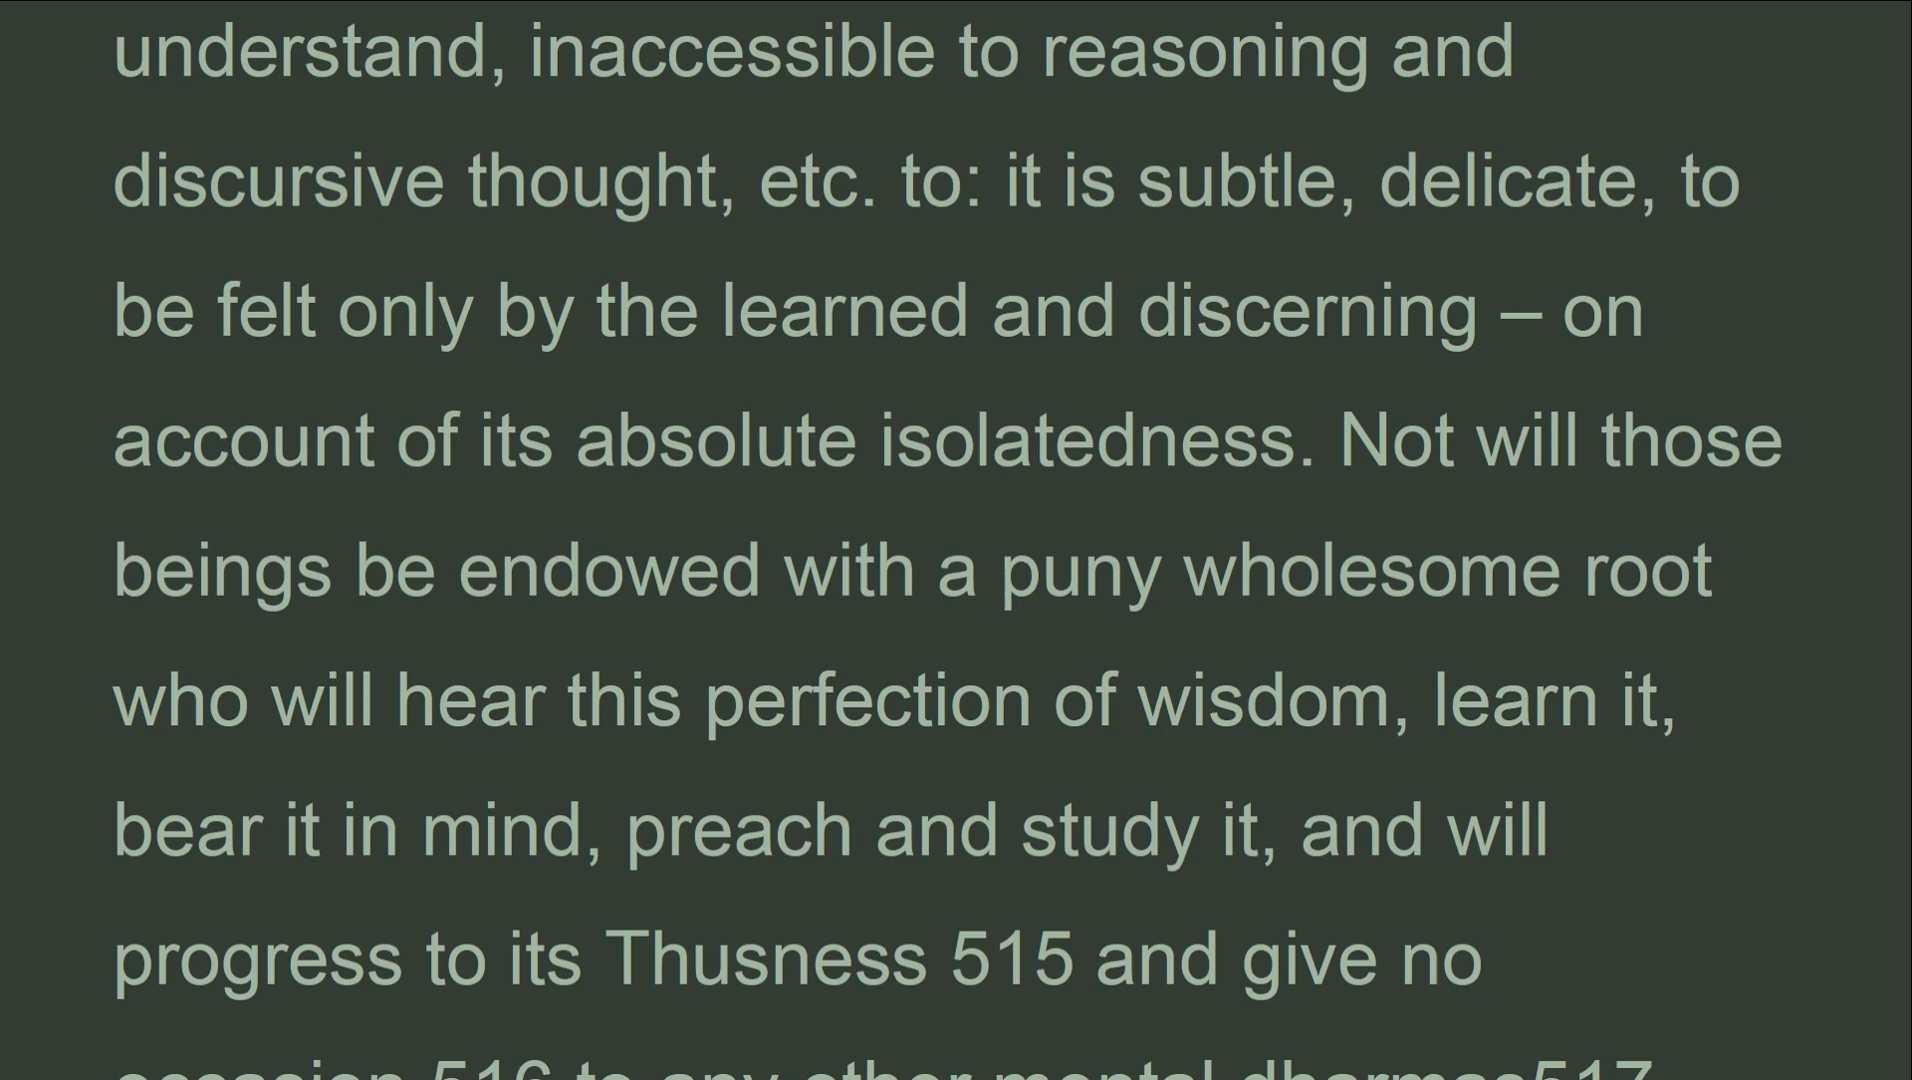 understand, inaccessible to reasoning and
discursive thought, etc. to: it is subtle, delicate, to
be felt only by the learned and discerning – on
account of its absolute isolatedness. Not will those
beings be endowed with a puny wholesome root
who will hear this perfection of wisdom, learn it,
bear it in mind, preach and study it, and will
progress to its Thusness 515 and give no
occasion 516 to any other mental dharmas517